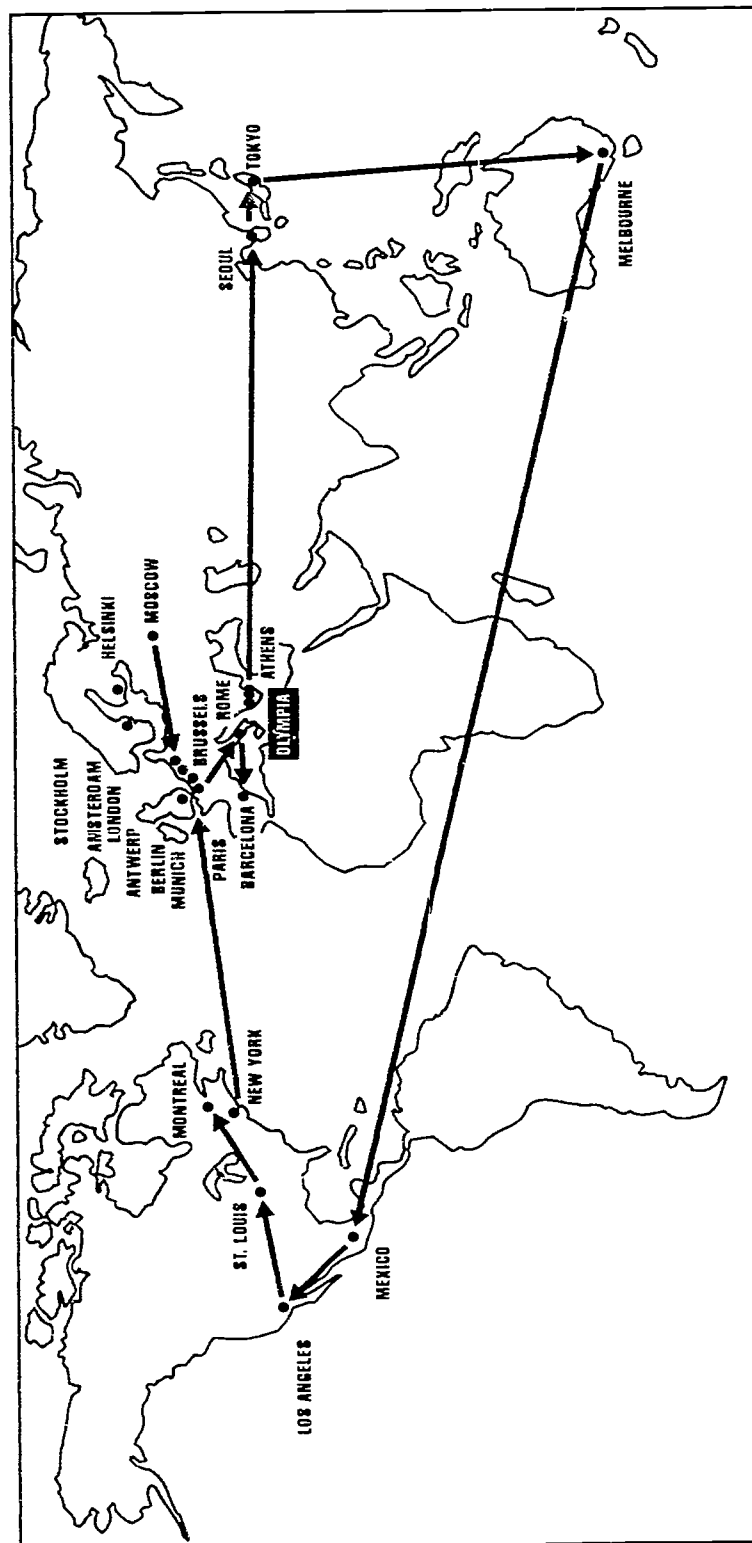 STOCKHOLM
AMSTERDAM
LONDON
ANTWERP
BERLIN
MUNICH
PARIS
BARCELONA
HELSINKI
MOSCOW
BRUSSELS
ROME
ATHENS
OLYMPIA
SEOUL
TOKYO
MELBOURNE
MEXICO
LOS ANGELES
ST. LOUIS
MONTREAL
NEW YORK